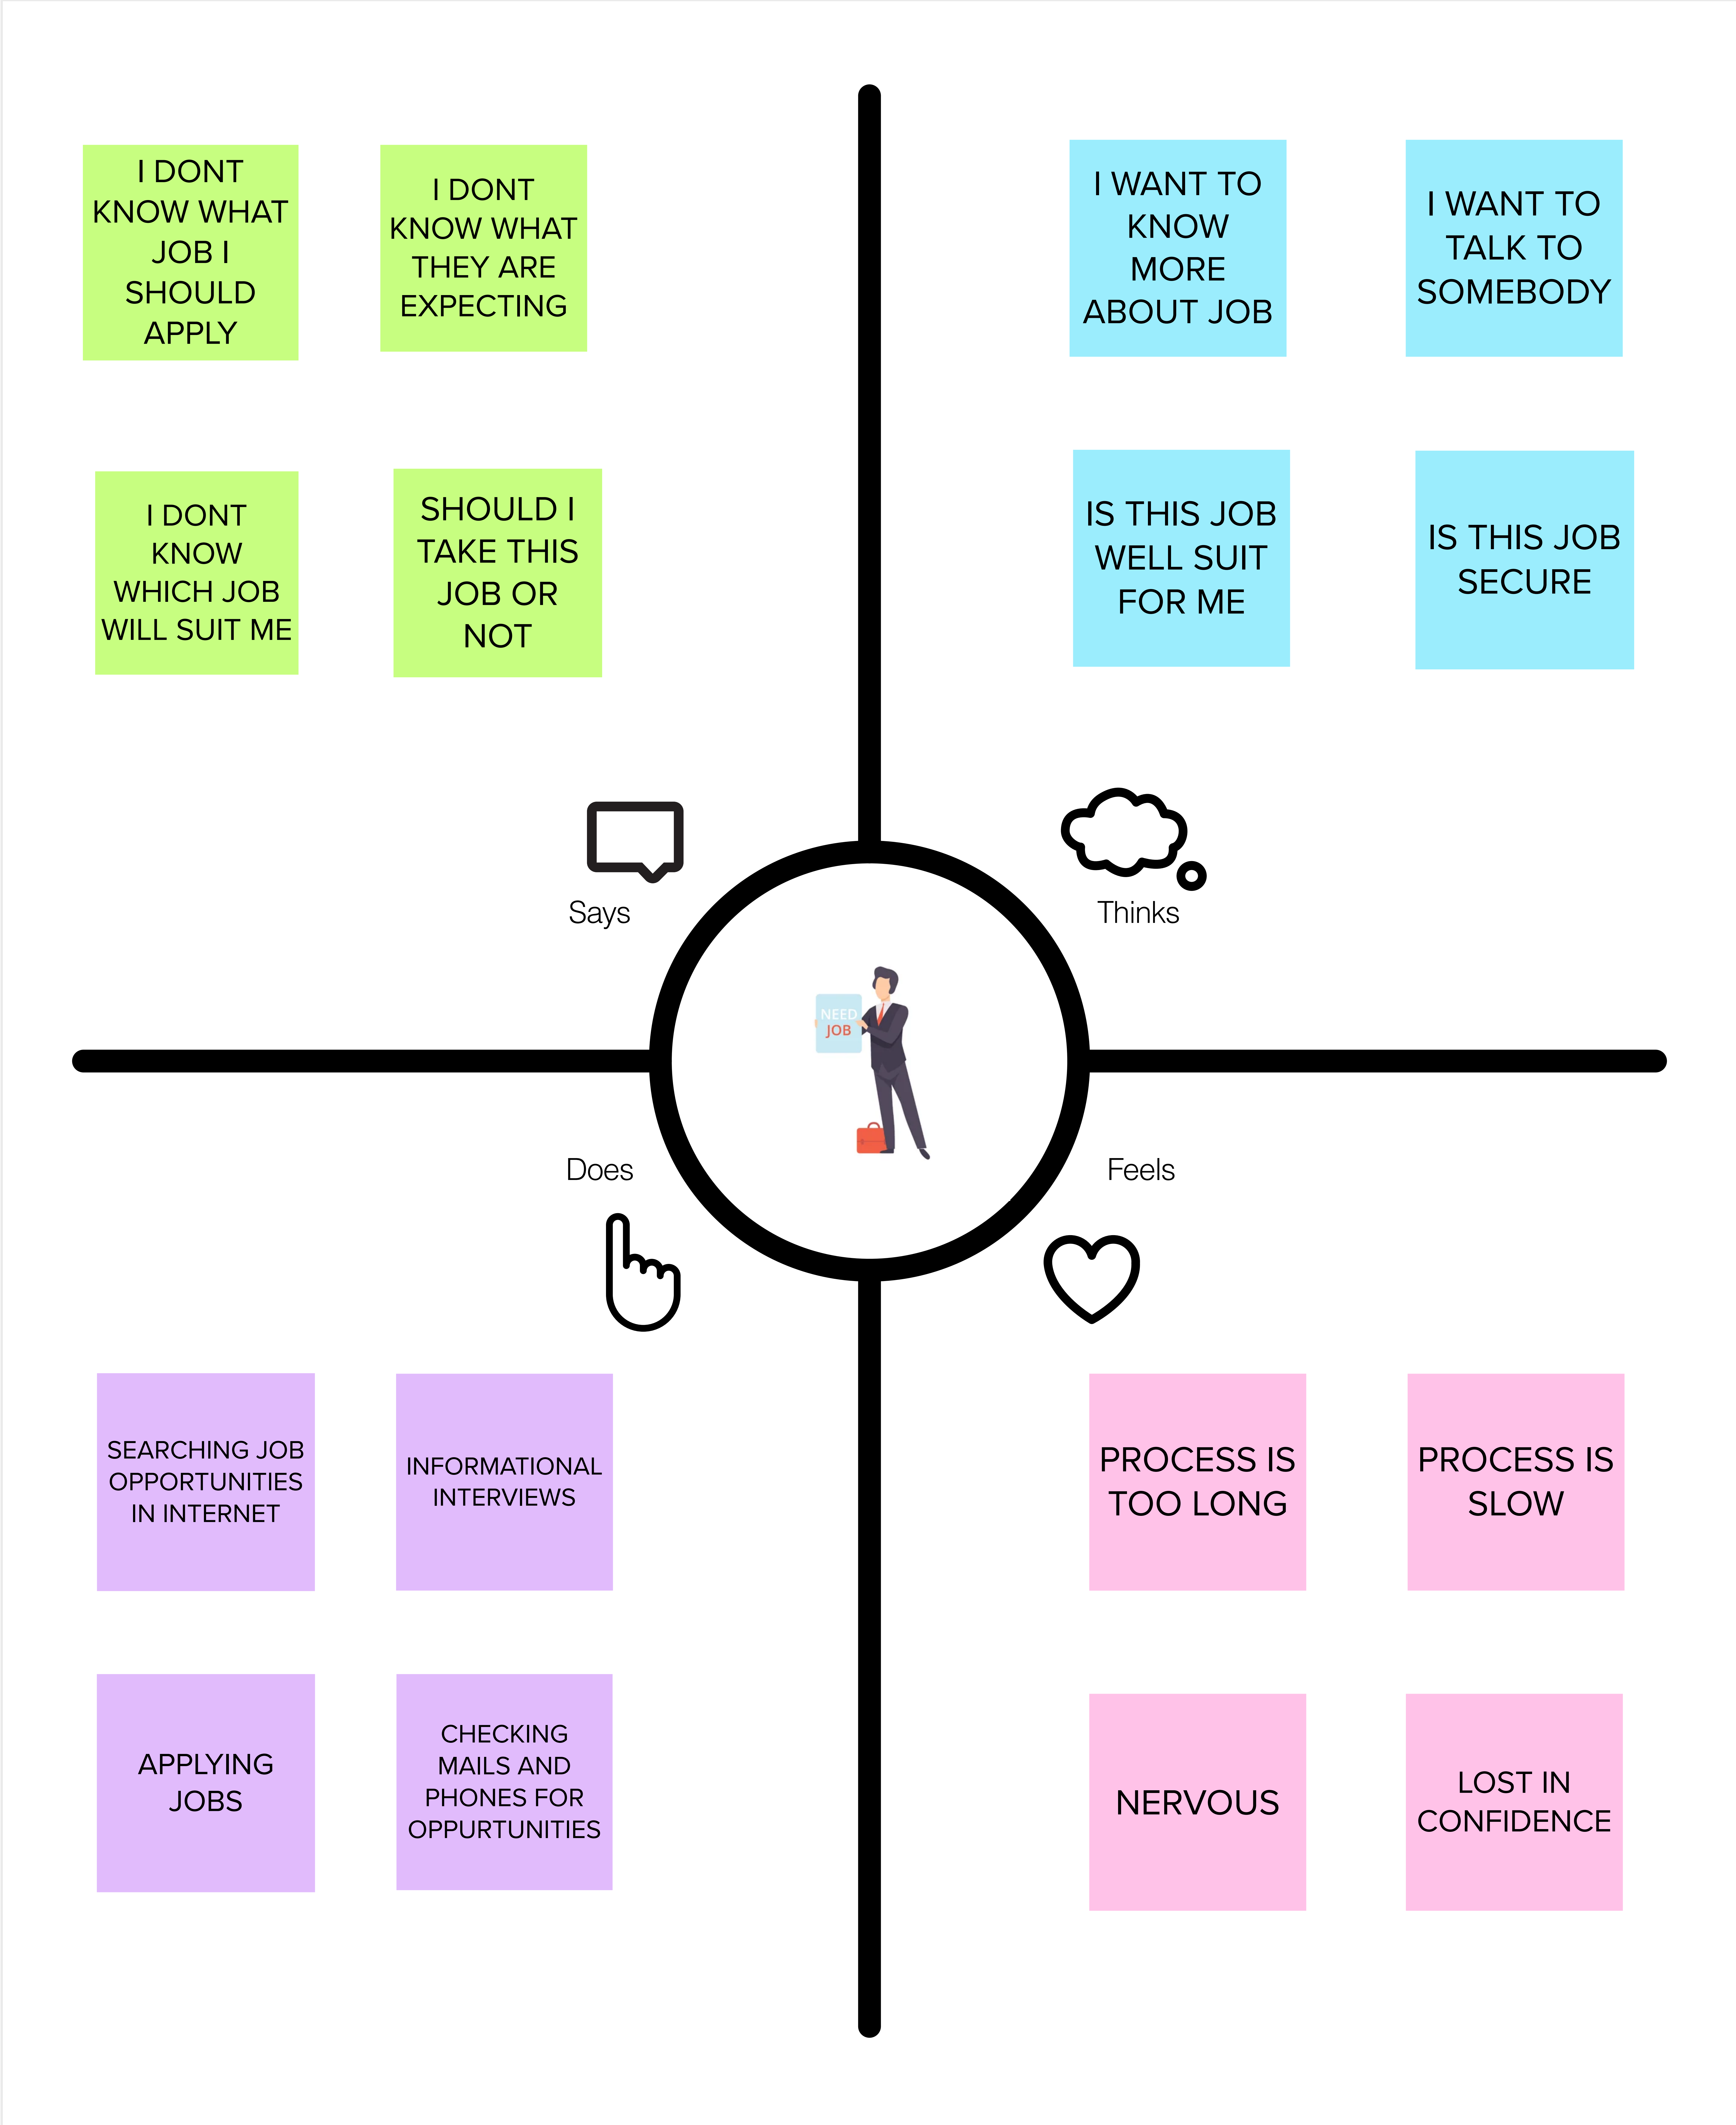 I DONT
KNOW WHAT
JOB I
SHOULD
APPLY
I DONT
KNOW WHAT
THEY ARE
EXPECTING
I DONT
KNOW
WHICH JOB
WILL SUIT ME
SHOULD I
TAKE THIS
JOB OR
NOT
I WANT TO
KNOW
MORE
ABOUT JOB
I WANT TO
TALK TO
SOMEBODY
IS THIS JOB
WELL SUIT
FOR ME
IS THIS JOB
SECURE
Says
Thinks
NEED
JOB
Does
Feels
SEARCHING JOB
OPPORTUNITIES
IN INTERNET
INFORMATIONAL
INTERVIEWS
APPLYING
JOBS
CHECKING
MAILS AND
PHONES FOR
OPPURTUNITIES
PROCESS IS
TOO LONG
PROCESS IS
SLOW
NERVOUS
LOST IN
CONFIDENCE